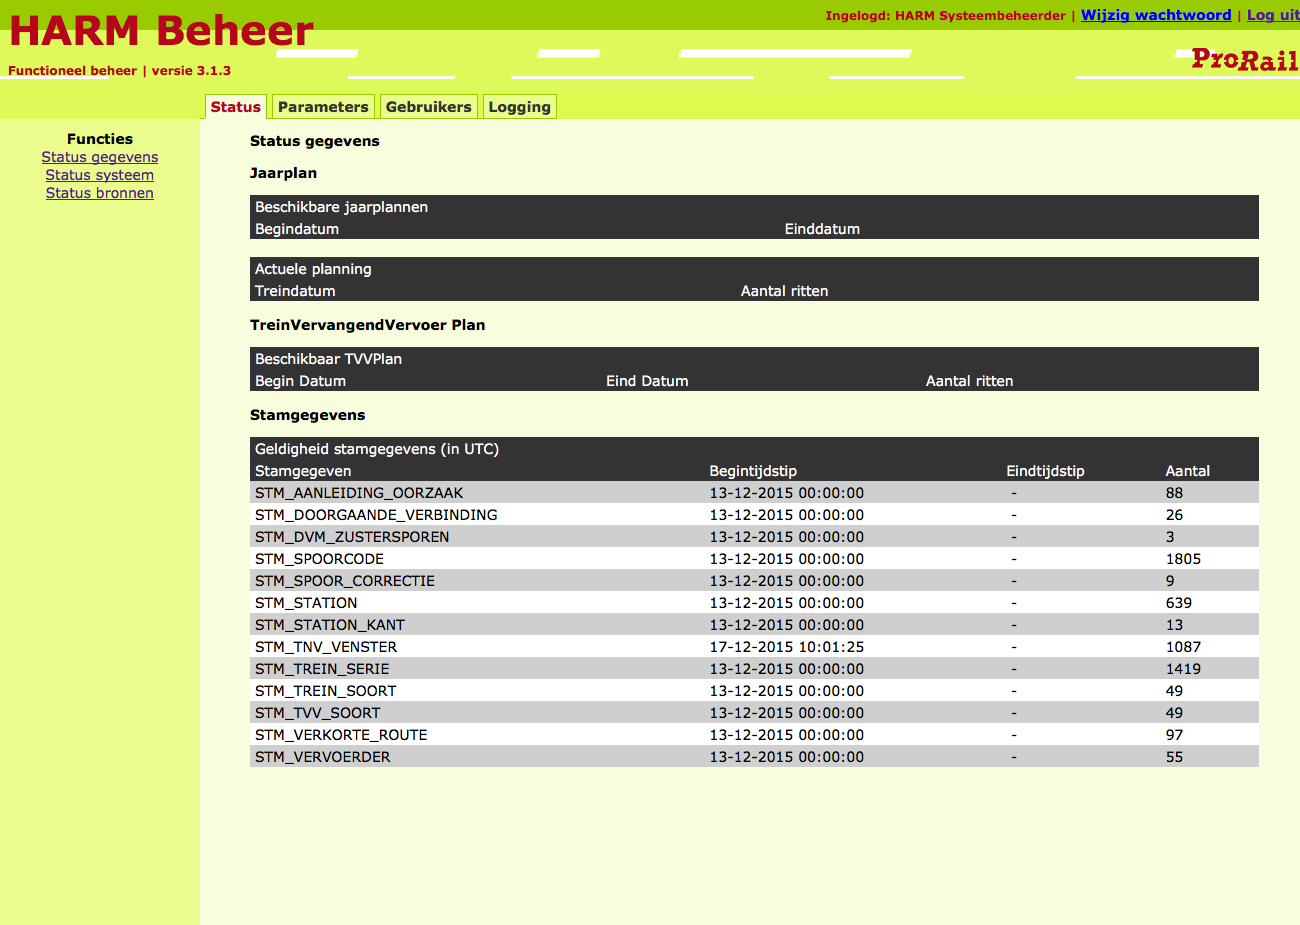 HARM Beheer
Ingelogd: HARM Systeembeheerder | Wijzig wachtwoord | Log uit
Functioneel beheer | versie 3.1.3
ProRail
Status Parameters Gebruikers Logging
Functies
Status gegevens
Status systeem
Status bronnen
Status gegevens
Jaarplan
Beschikbare jaarplannen
Begindatum Einddatum
Actuele planning
Treindatum Aantal ritten
TreinVervangendVervoer Plan
Beschikbaar TVVPlan
Begin Datum Eind Datum Aantal ritten
Stamgegevens
Geldigheid stamgegevens (in UTC)
Stamgegeven Begintijdstip Eindtijdstip Aantal
STM_AANLEIDING_OORZAAK 13-12-2015 00:00:00 - 88
STM_DOORGAANDE_VERBINDING 13-12-2015 00:00:00 - 26
STM_DVM_ZUSTERSPOREN 13-12-2015 00:00:00 - 3
STM_SPOORCODE 13-12-2015 00:00:00 - 1805
STM_SPOOR_CORRECTIE 13-12-2015 00:00:00 - 9
STM_STATION 13-12-2015 00:00:00 - 639
STM_STATION_KANT 13-12-2015 00:00:00 - 13
STM_TNV_VENSTER 17-12-2015 10:01:25 - 1087
STM_TREIN_SERIE 13-12-2015 00:00:00 - 1419
STM_TREIN_SOORT 13-12-2015 00:00:00 - 49
STM_TVV_SOORT 13-12-2015 00:00:00 - 49
STM_VERKORTE_ROUTE 13-12-2015 00:00:00 - 97
STM_VERVOERDER 13-12-2015 00:00:00 - 55